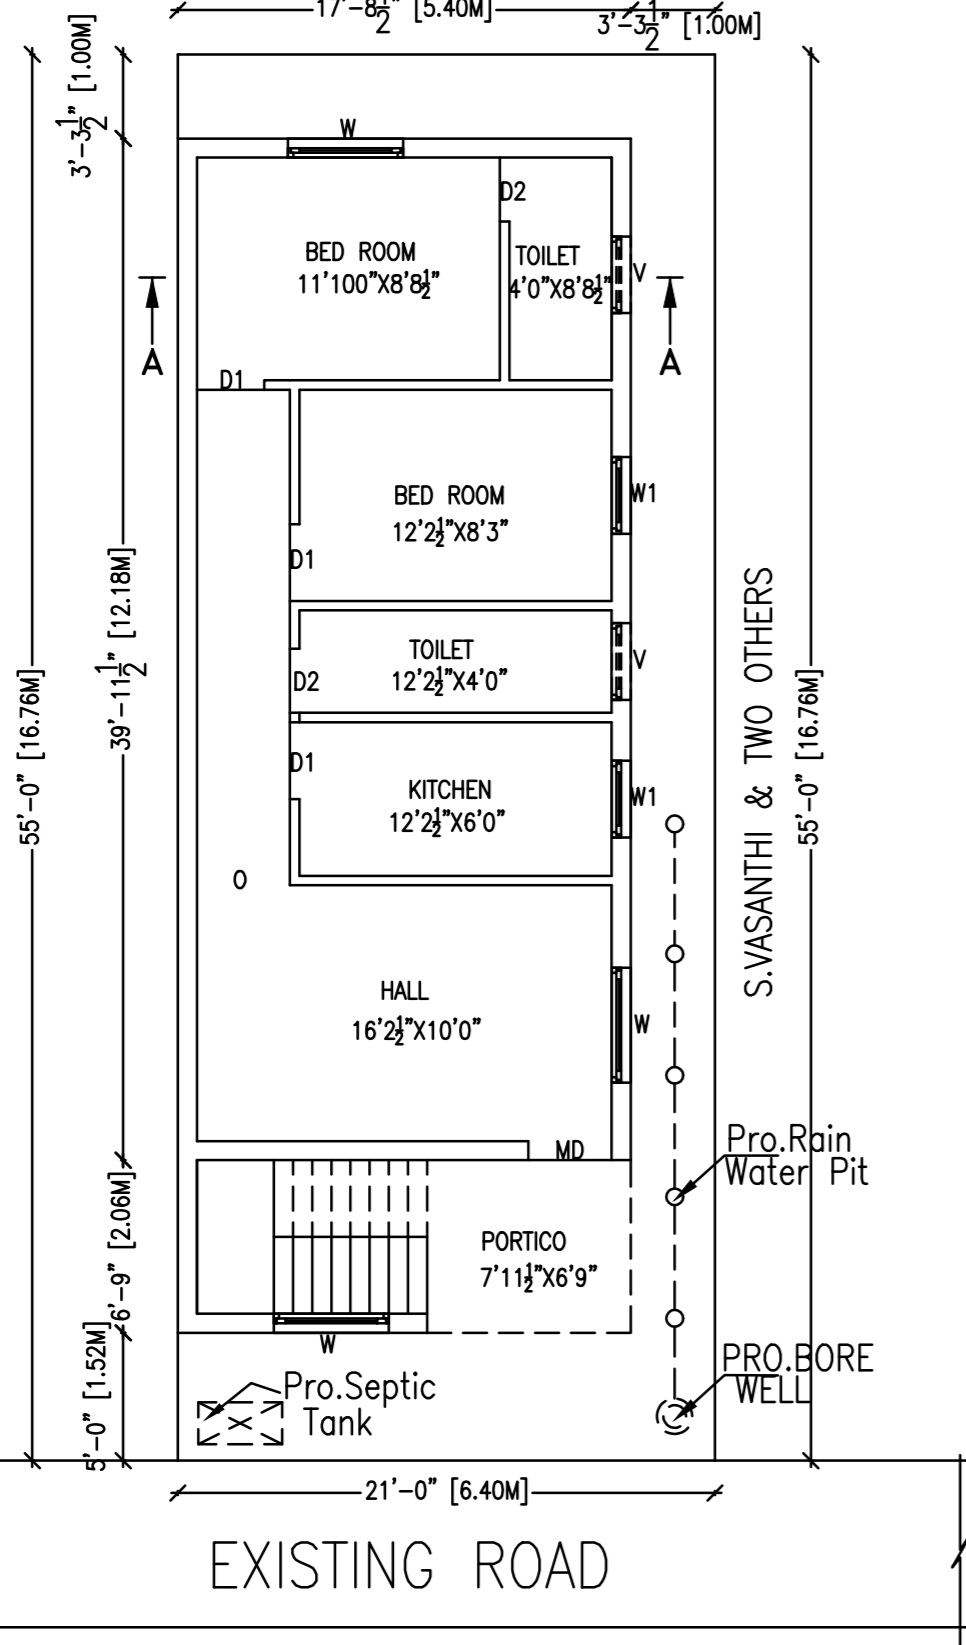 17'-8½" [5.40M]
3'-3½" [1.00M]
3'-3½" [1.00M]
W
D2
BED ROOM
11'100"X8'8½"
TOILET
4'0"X8'8½"
V
A
A
D1
BED ROOM
12'2½"X8'3"
W1
D1
39'-11½" [12.18M]
55'-0" [16.76M]
TOILET
12'2½"X4'0"
V
D2
S.VASANTHI & TWO OTHERS
55'-0" [16.76M]
D1
KITCHEN
12'2½"X6'0"
W1
O
HALL
16'2½"X10'0"
W
MD
Pro.Rain
Water Pit
6'-9" [2.06M]
PORTICO
7'11½"X6'9"
W
5'-0" [1.52M]
Pro.Septic
Tank
PRO.BORE
WELL
21'-0" [6.40M]
EXISTING ROAD